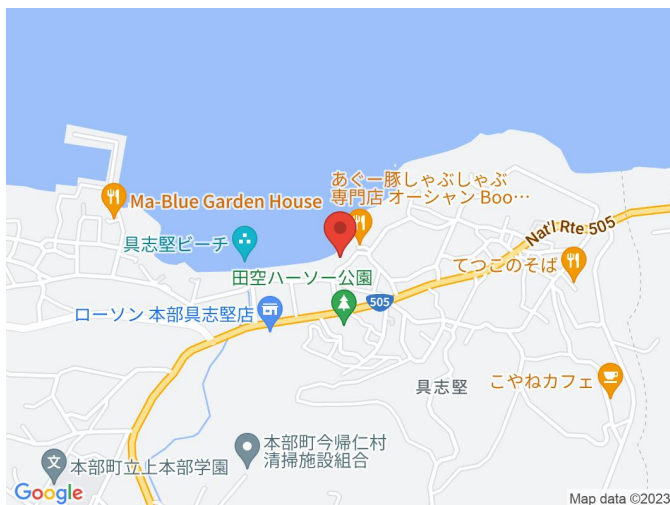 あぐー豚しゃぶしゃぶ
専門店 オーシャン Boo…
Ma-Blue Garden House
Nat'l Rte 505
具志堅ビーチ
てつこのそば
田空ハーソー公園
505
ローソン 本部具志堅店
こやねカフェ
具志堅
本部町今帰仁村
清掃施設組合
文
本部町立上本部学園
Google
Map data ©2023